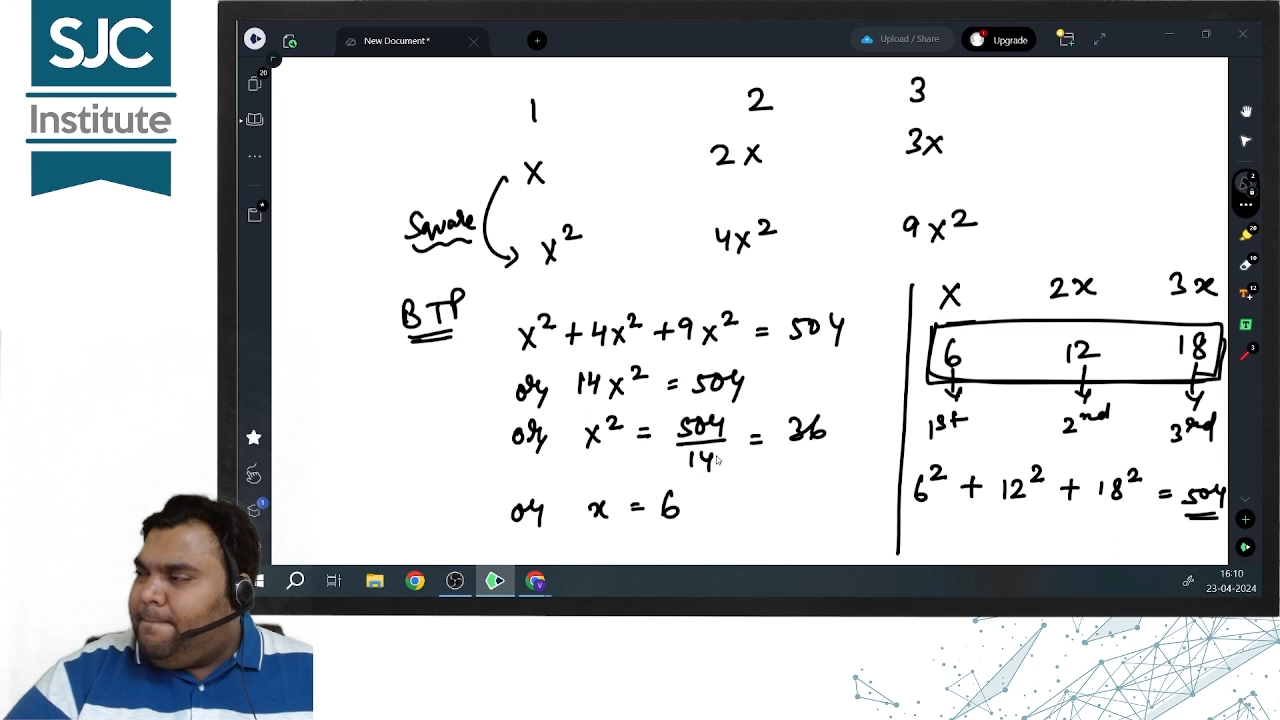 SJC
Institute
New Document*
Upload / Share
Upgrade
20
1 2 3
x 2x 3x
Square
x² 4x² 9x²
BTP
x² + 4x² + 9x² = 504
or 14x² = 504
or x² = 504/14 = 36
or x = 6
x 2x 3x
6 12 18
1st 2nd 3rd
6² + 12² + 18² = 504
16:10
23-04-2024